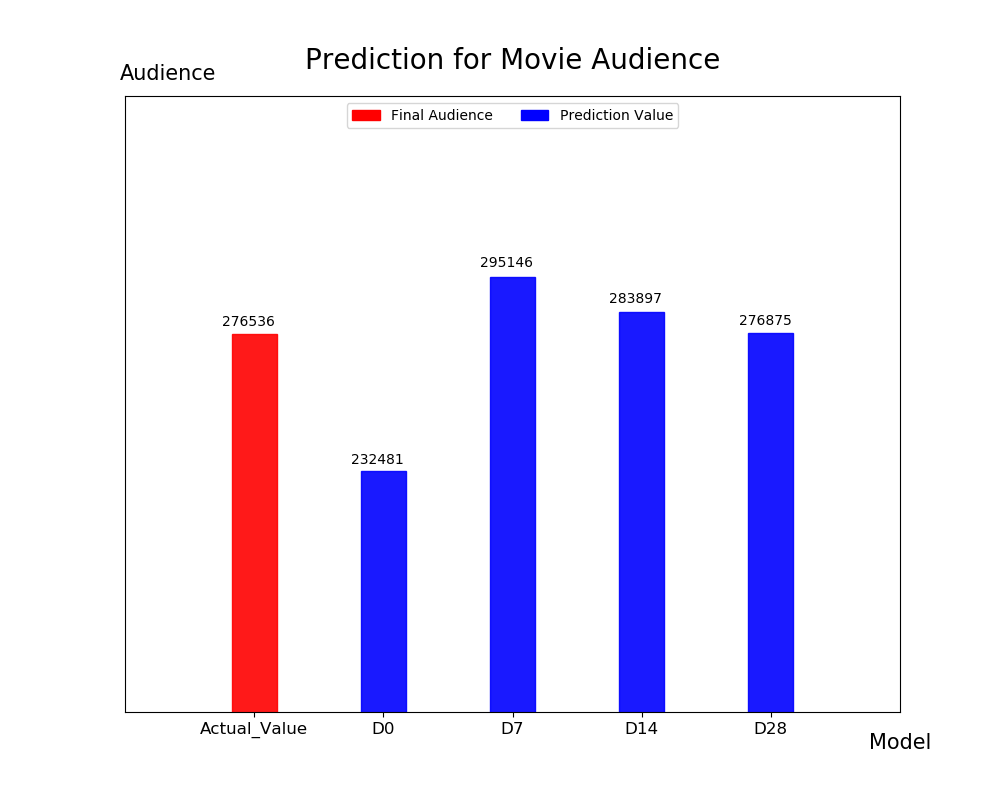 Prediction for Movie Audience
Audience
Final Audience Prediction Value
295146
283897
276536
276875
232481
Actual_Value D0 D7 D14 D28
Model